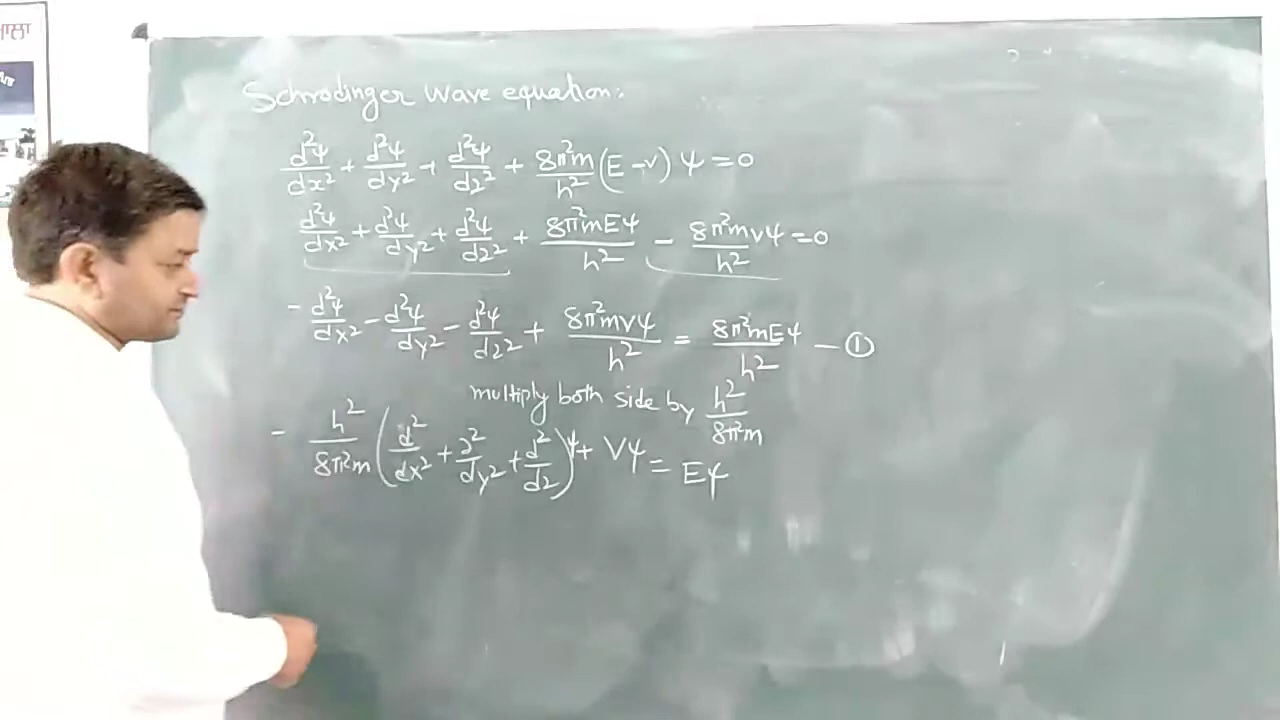 ਾਲਾ
Schrodinger wave equation:
d²ψ/dx² + d²ψ/dy² + d²ψ/dz² + 8π²m/h² (E - v) ψ = 0
d²ψ/dx² + d²ψ/dy² + d²ψ/dz² + 8π²mEψ/h² - 8π²mvψ/h² = 0
- d²ψ/dx² - d²ψ/dy² - d²ψ/dz² + 8π²mvψ/h² = 8π²mEψ/h² - ①
multiply both side by h²/8π²m
- h²/8π²m (d²/dx² + d²/dy² + d²/dz) ψ + Vψ = Eψ